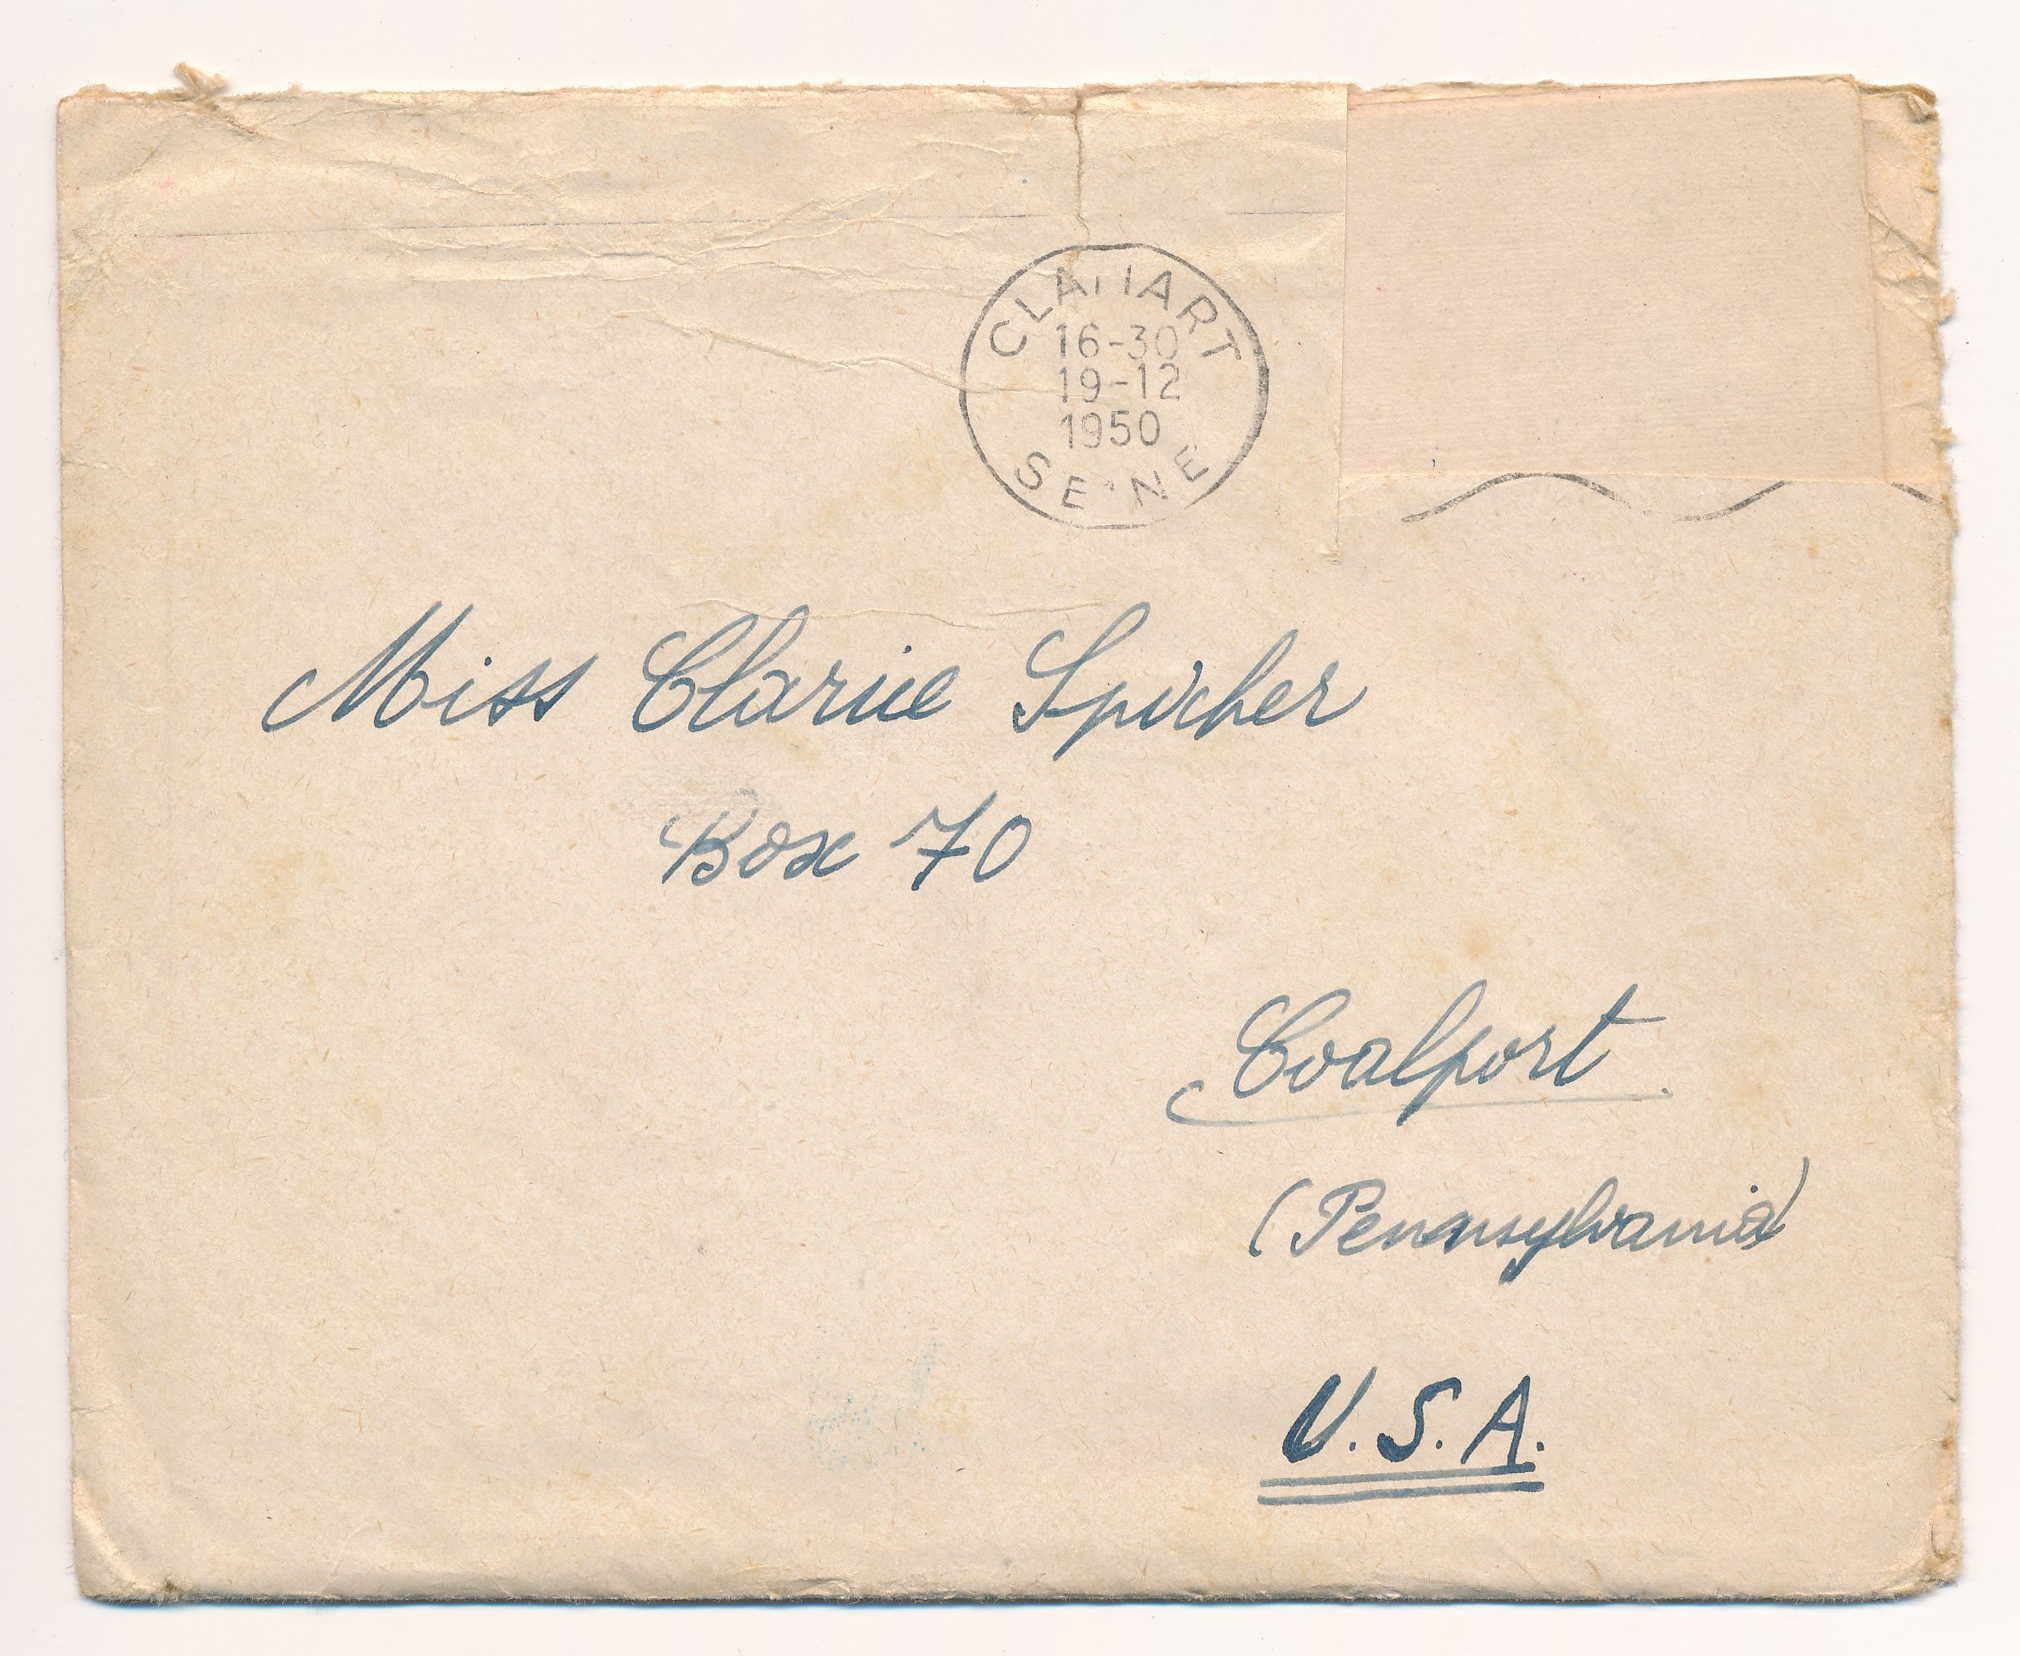 CLAMART
16-30
19-12
1950
SEINE
Miss Clarice Spicher
Box 70
Coalport
(Pennsylvania)
U.S.A.